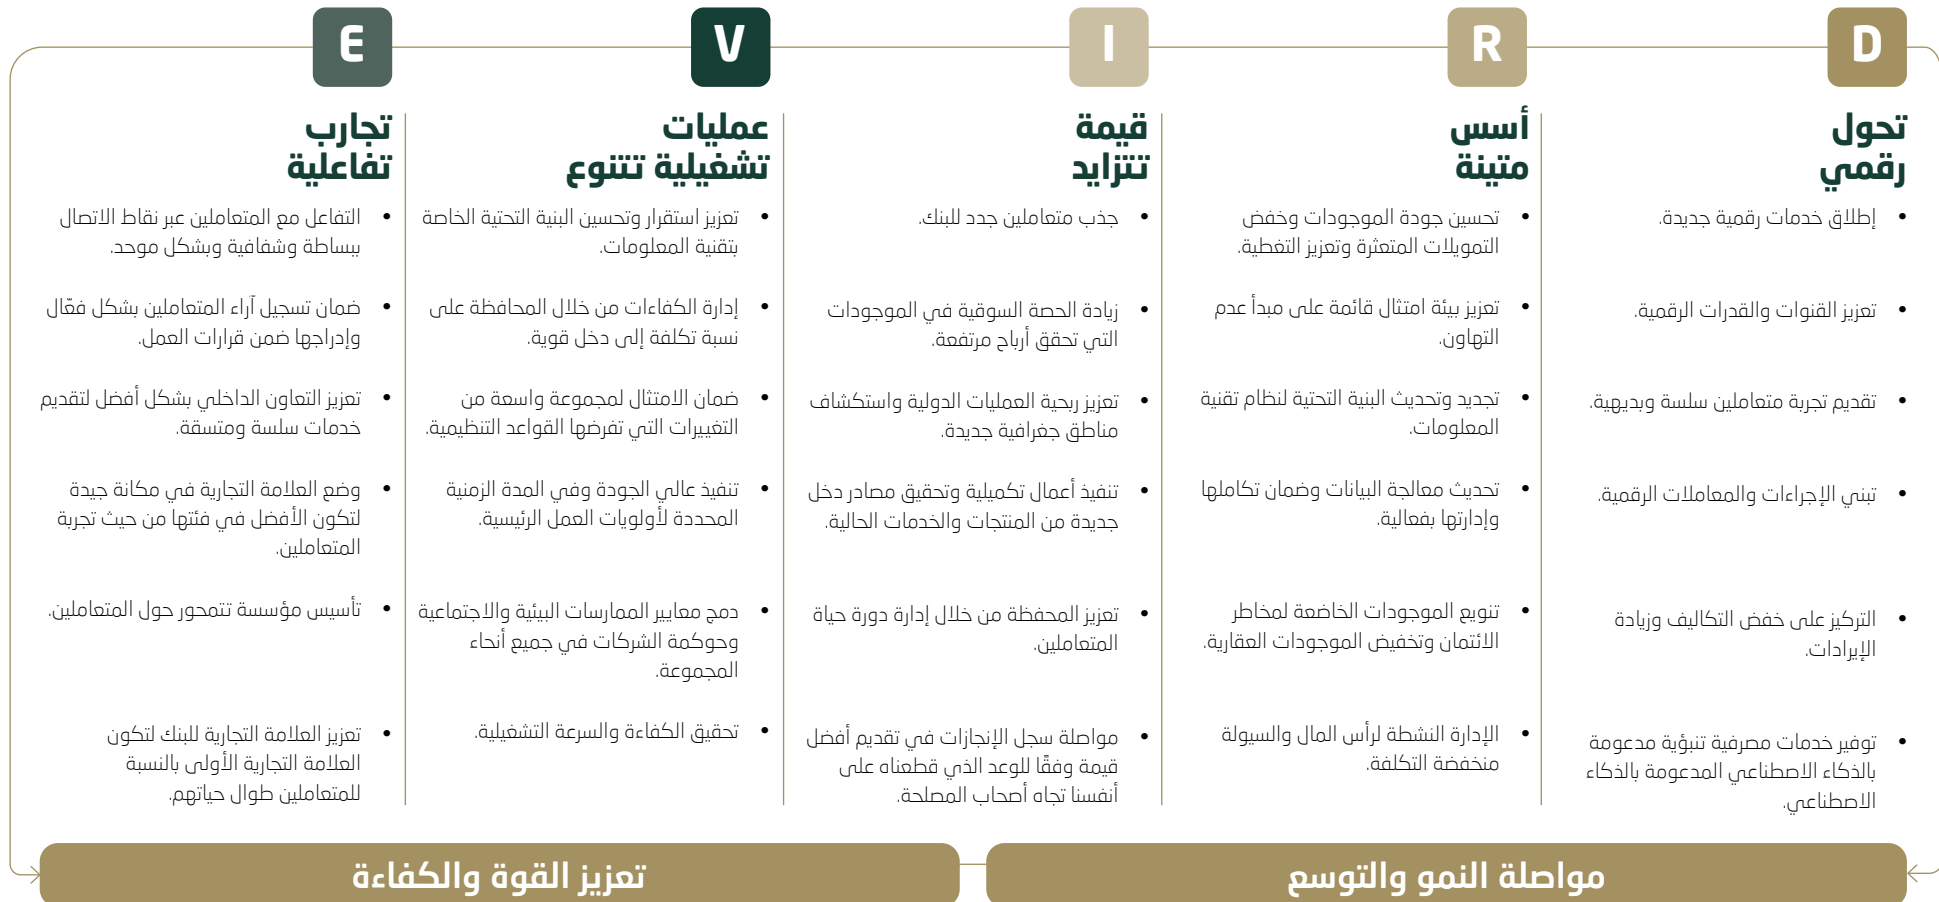 D
تحول
رقمي
• إطلاق خدمات رقمية جديدة.
• تعزيز القنوات والقدرات الرقمية.
• تقديم تجربة متعاملين سلسة وبديهية.
• تبني الإجراءات والمعاملات الرقمية.
• التركيز على خفض التكاليف وزيادة
الإيرادات.
• توفير خدمات مصرفية تنبؤية مدعومة
بالذكاء الاصطناعي المدعومة بالذكاء
الاصطناعي.
R
أسس
متينة
• تحسين جودة الموجودات وخفض
التمويلات المتعثرة وتعزيز التغطية.
• تعزيز بيئة امتثال قائمة على مبدأ عدم
التهاون.
• تجديد وتحديث البنية التحتية لنظام تقنية
المعلومات.
• تحديث معالجة البيانات وضمان تكاملها
وإدارتها بفعالية.
• تنويع الموجودات الخاضعة لمخاطر
الائتمان وتخفيض الموجودات العقارية.
• الإدارة النشطة لرأس المال والسيولة
منخفضة التكلفة.
I
قيمة
تتزايد
• جذب متعاملين جدد للبنك.
• زيادة الحصة السوقية في الموجودات
التي تحقق أرباح مرتفعة.
• تعزيز ربحية العمليات الدولية واستكشاف
مناطق جغرافية جديدة.
• تنفيذ أعمال تكميلية وتحقيق مصادر دخل
جديدة من المنتجات والخدمات الحالية.
• تعزيز المحفظة من خلال إدارة دورة حياة
المتعاملين.
• مواصلة سجل الإنجازات في تقديم أفضل
قيمة وفقًا للوعد الذي قطعناه على
أنفسنا تجاه أصحاب المصلحة.
V
عمليات
تشغيلية تتنوع
• تعزيز استقرار وتحسين البنية التحتية الخاصة
بتقنية المعلومات.
• إدارة الكفاءات من خلال المحافظة على
نسبة تكلفة إلى دخل قوية.
• ضمان الامتثال لمجموعة واسعة من
التغييرات التي تفرضها القواعد التنظيمية.
• تنفيذ عالي الجودة وفي المدة الزمنية
المحددة لأولويات العمل الرئيسية.
• دمج معايير الممارسات البيئية والاجتماعية
وحوكمة الشركات في جميع أنحاء
المجموعة.
• تحقيق الكفاءة والسرعة التشغيلية.
E
تجارب
تفاعلية
• التفاعل مع المتعاملين عبر نقاط الاتصال
ببساطة وشفافية وبشكل موحد.
• ضمان تسجيل آراء المتعاملين بشكل فعّال
وإدراجها ضمن قرارات العمل.
• تعزيز التعاون الداخلي بشكل أفضل لتقديم
خدمات سلسة ومتسقة.
• وضع العلامة التجارية في مكانة جيدة
لتكون الأفضل في فئتها من حيث تجربة
المتعاملين.
• تأسيس مؤسسة تتمحور حول المتعاملين.
• تعزيز العلامة التجارية للبنك لتكون
العلامة التجارية الأولى بالنسبة
للمتعاملين طوال حياتهم.
مواصلة النمو والتوسع
تعزيز القوة والكفاءة